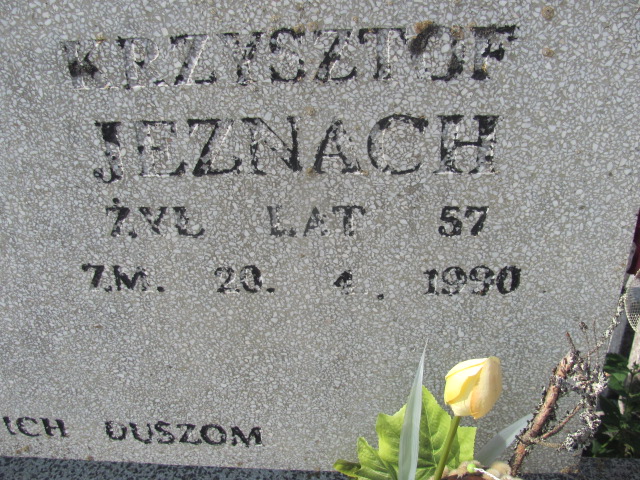 KRZYSZTOF
JEZNACH
ŻYŁ LAT 57
ZM. 20. 4. 1990
ICH DUSZOM